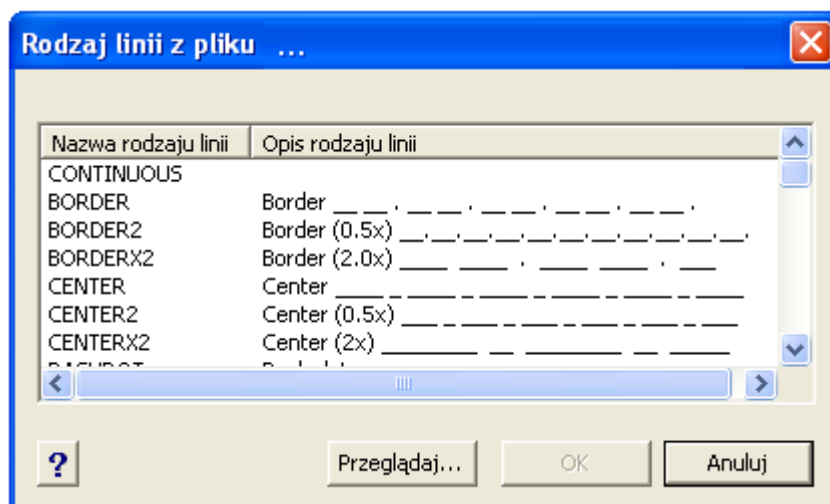 Rodzaj linii z pliku ...
Nazwa rodzaju linii Opis rodzaju linii
CONTINUOUS
BORDER Border __ __ . __ __ . __ __ . __ __ . __ __ .
BORDER2 Border (0.5x) __.__.__.__.__.__.__.__.__.__.
BORDERX2 Border (2.0x) ____ ____ . ____ ____ . ___
CENTER Center ____ _ ____ _ ____ _ ____ _ ____
CENTER2 Center (0.5x) ___ _ ___ _ ___ _ ___ _ ___
CENTERX2 Center (2x) ________ __ ________ __ _____
? Przeglądaj... OK Anuluj